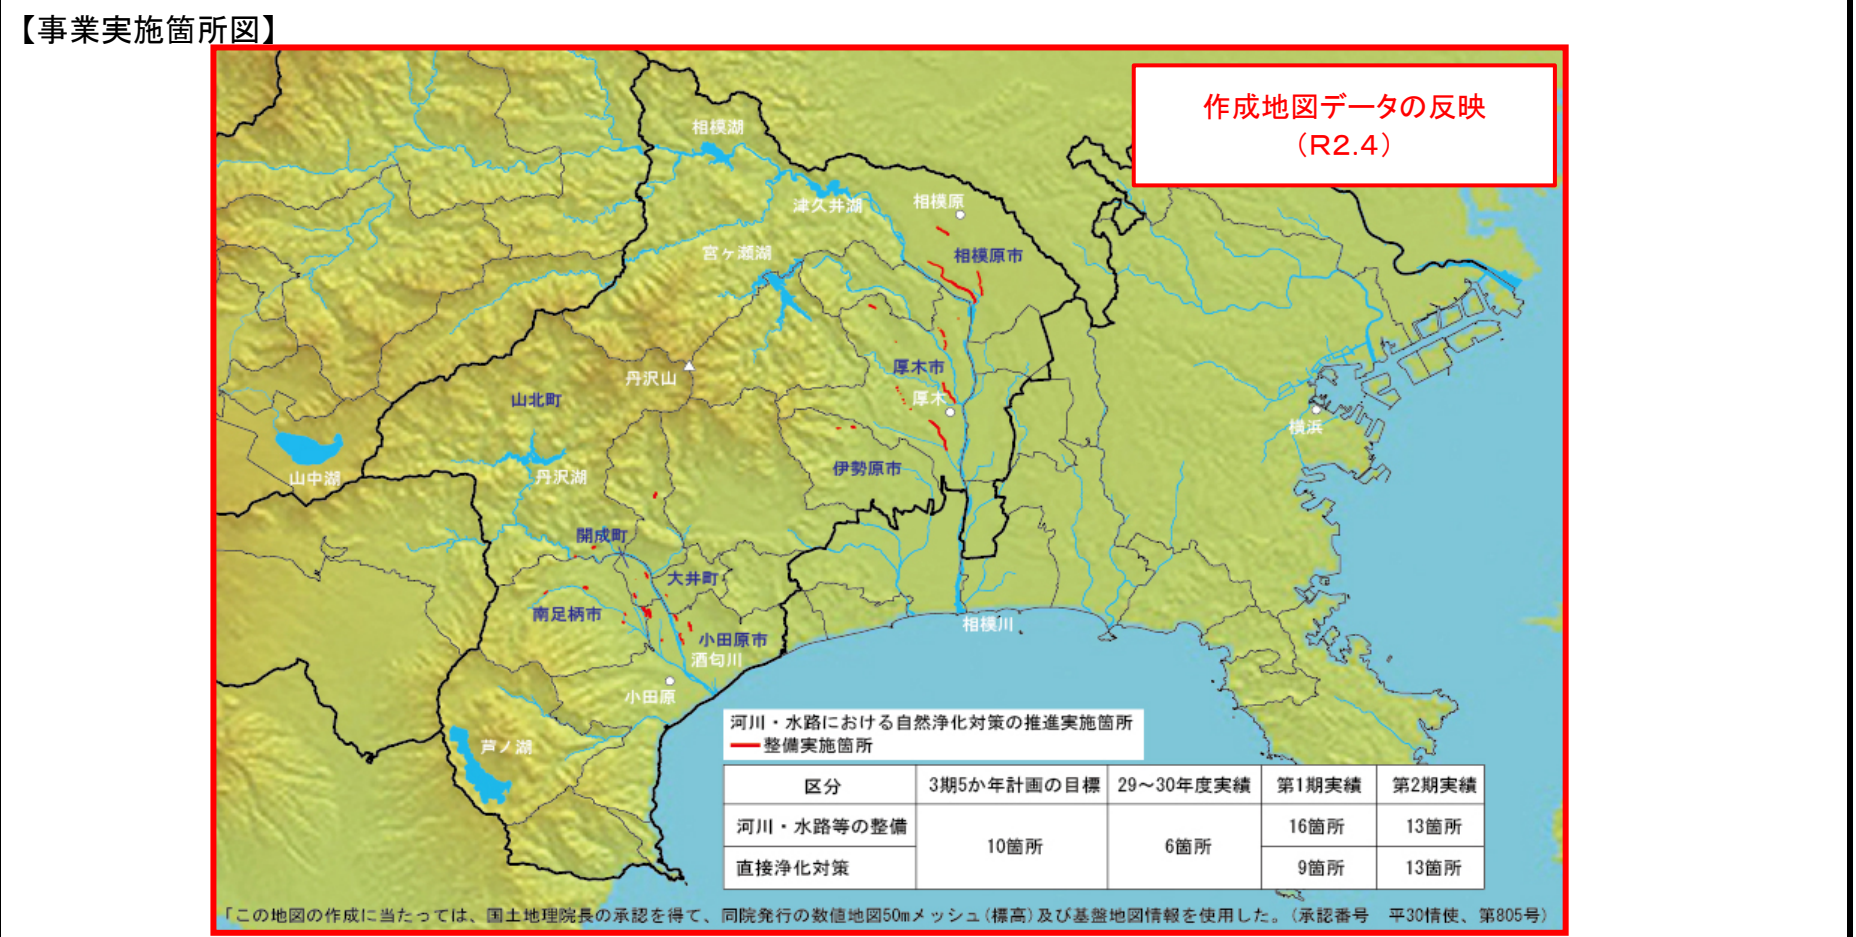 【事業実施箇所図】
作成地図データの反映
（R2.4）
相模湖
津久井湖
相模原
相模原市
宮ヶ瀬湖
丹沢山
厚木市
厚木
山北町
横浜
山中湖
丹沢湖
伊勢原市
開成町
大井町
南足柄市
小田原市
相模川
酒匂川
小田原
芦ノ湖
河川・水路における自然浄化対策の推進実施箇所
整備実施箇所
区分 3期5か年計画の目標 29～30年度実績 第1期実績 第2期実績
河川・水路等の整備 10箇所 6箇所 16箇所 13箇所
直接浄化対策 9箇所 13箇所
「この地図の作成に当たっては、国土地理院長の承認を得て、同院発行の数値地図50mメッシュ(標高)及び基盤地図情報を使用した。(承認番号　平30情使、第805号)